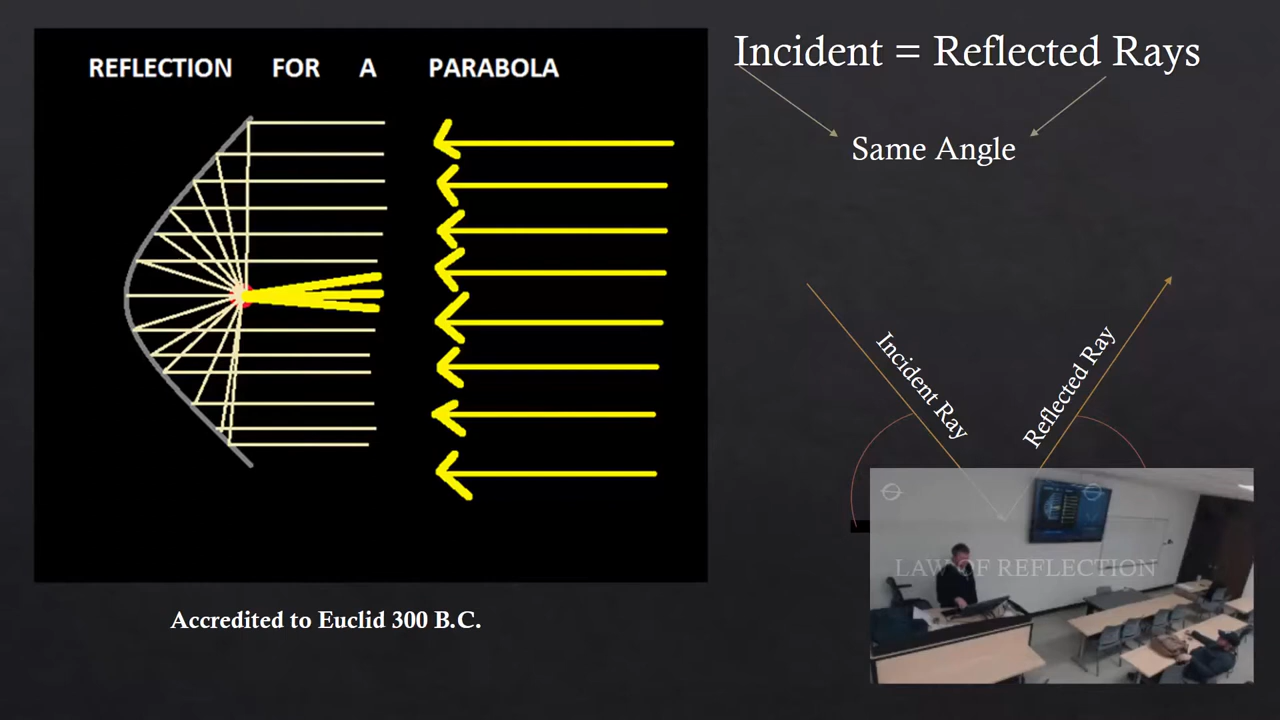 REFLECTION FOR A PARABOLA
Accredited to Euclid 300 B.C.
Incident = Reflected Rays
Same Angle
Incident Ray
Reflected Ray
LAW OF REFLECTION